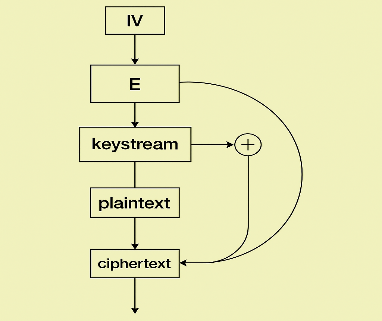 IV
E
keystream
+
plaintext
ciphertext